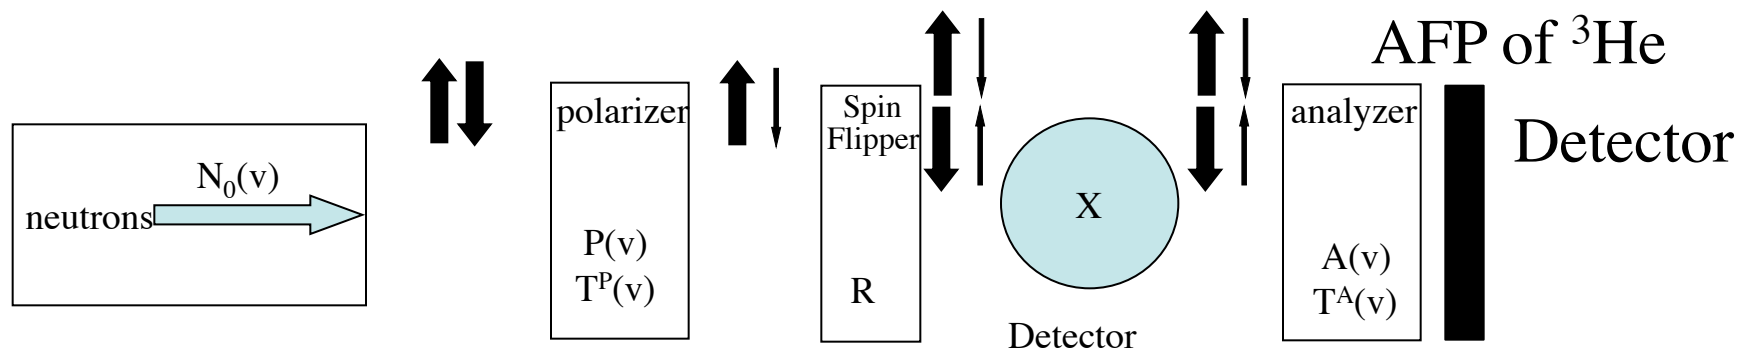 neutrons
N₀(v)
polarizer
P(v)
Tᴾ(v)
Spin
Flipper
R
X
Detector
analyzer
A(v)
Tᴬ(v)
AFP of ³He
Detector